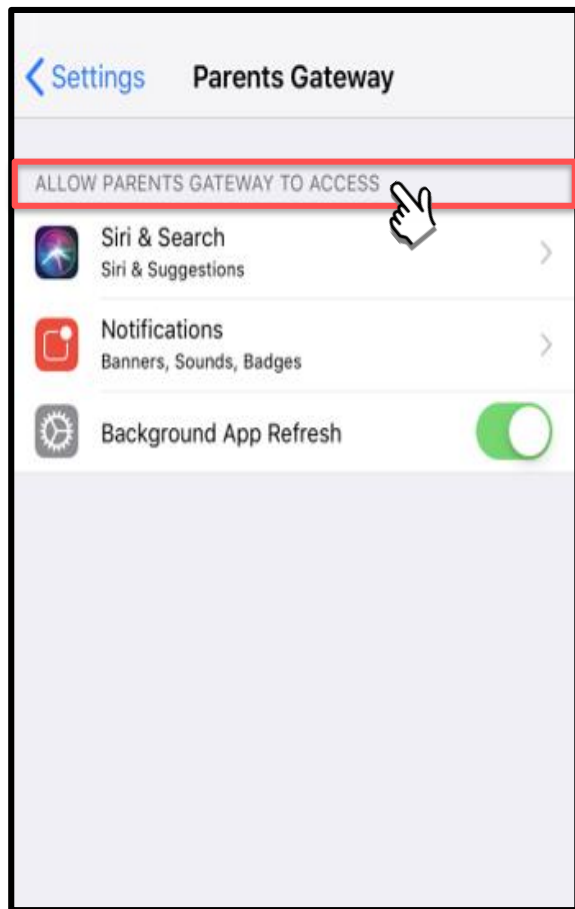 Settings Parents Gateway
ALLOW PARENTS GATEWAY TO ACCESS
Siri & Search
Siri & Suggestions
Notifications
Banners, Sounds, Badges
Background App Refresh